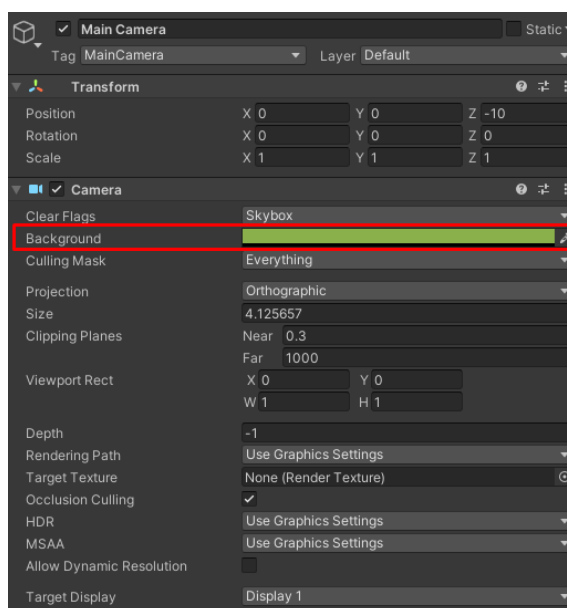 Main Camera Static
Tag MainCamera Layer Default
Transform
Position X 0 Y 0 Z -10
Rotation X 0 Y 0 Z 0
Scale X 1 Y 1 Z 1
Camera
Clear Flags Skybox
Background
Culling Mask Everything
Projection Orthographic
Size 4.125657
Clipping Planes Near 0.3
Far 1000
Viewport Rect X 0 Y 0
W 1 H 1
Depth -1
Rendering Path Use Graphics Settings
Target Texture None (Render Texture)
Occlusion Culling
HDR Use Graphics Settings
MSAA Use Graphics Settings
Allow Dynamic Resolution
Target Display Display 1